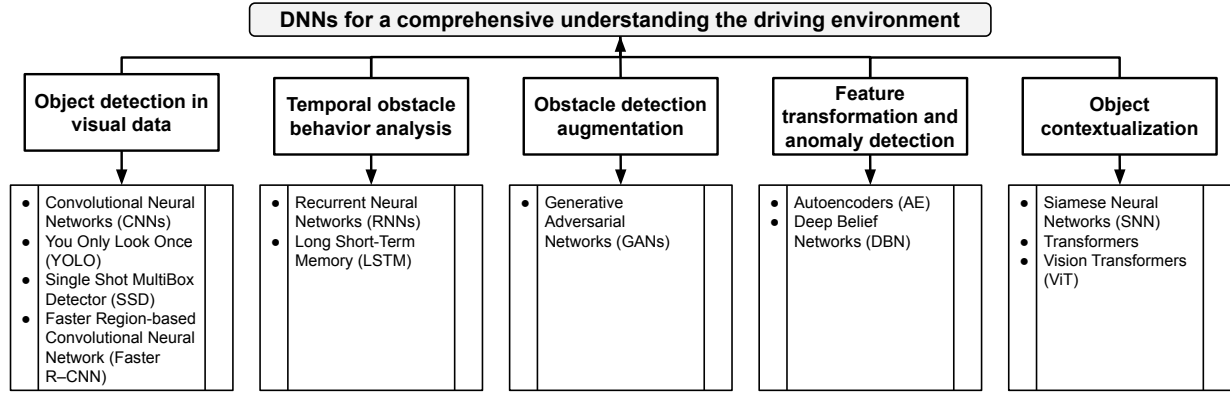 DNNs for a comprehensive understanding the driving environment
Object detection in
visual data
Temporal obstacle
behavior analysis
Obstacle detection
augmentation
Feature
transformation and
anomaly detection
Object
contextualization
● Convolutional Neural
Networks (CNNs)
● You Only Look Once
(YOLO)
● Single Shot MultiBox
Detector (SSD)
● Faster Region-based
Convolutional Neural
Network (Faster
R–CNN)
● Recurrent Neural
Networks (RNNs)
● Long Short-Term
Memory (LSTM)
● Generative
Adversarial
Networks (GANs)
● Autoencoders (AE)
● Deep Belief
Networks (DBN)
● Siamese Neural
Networks (SNN)
● Transformers
● Vision Transformers
(ViT)